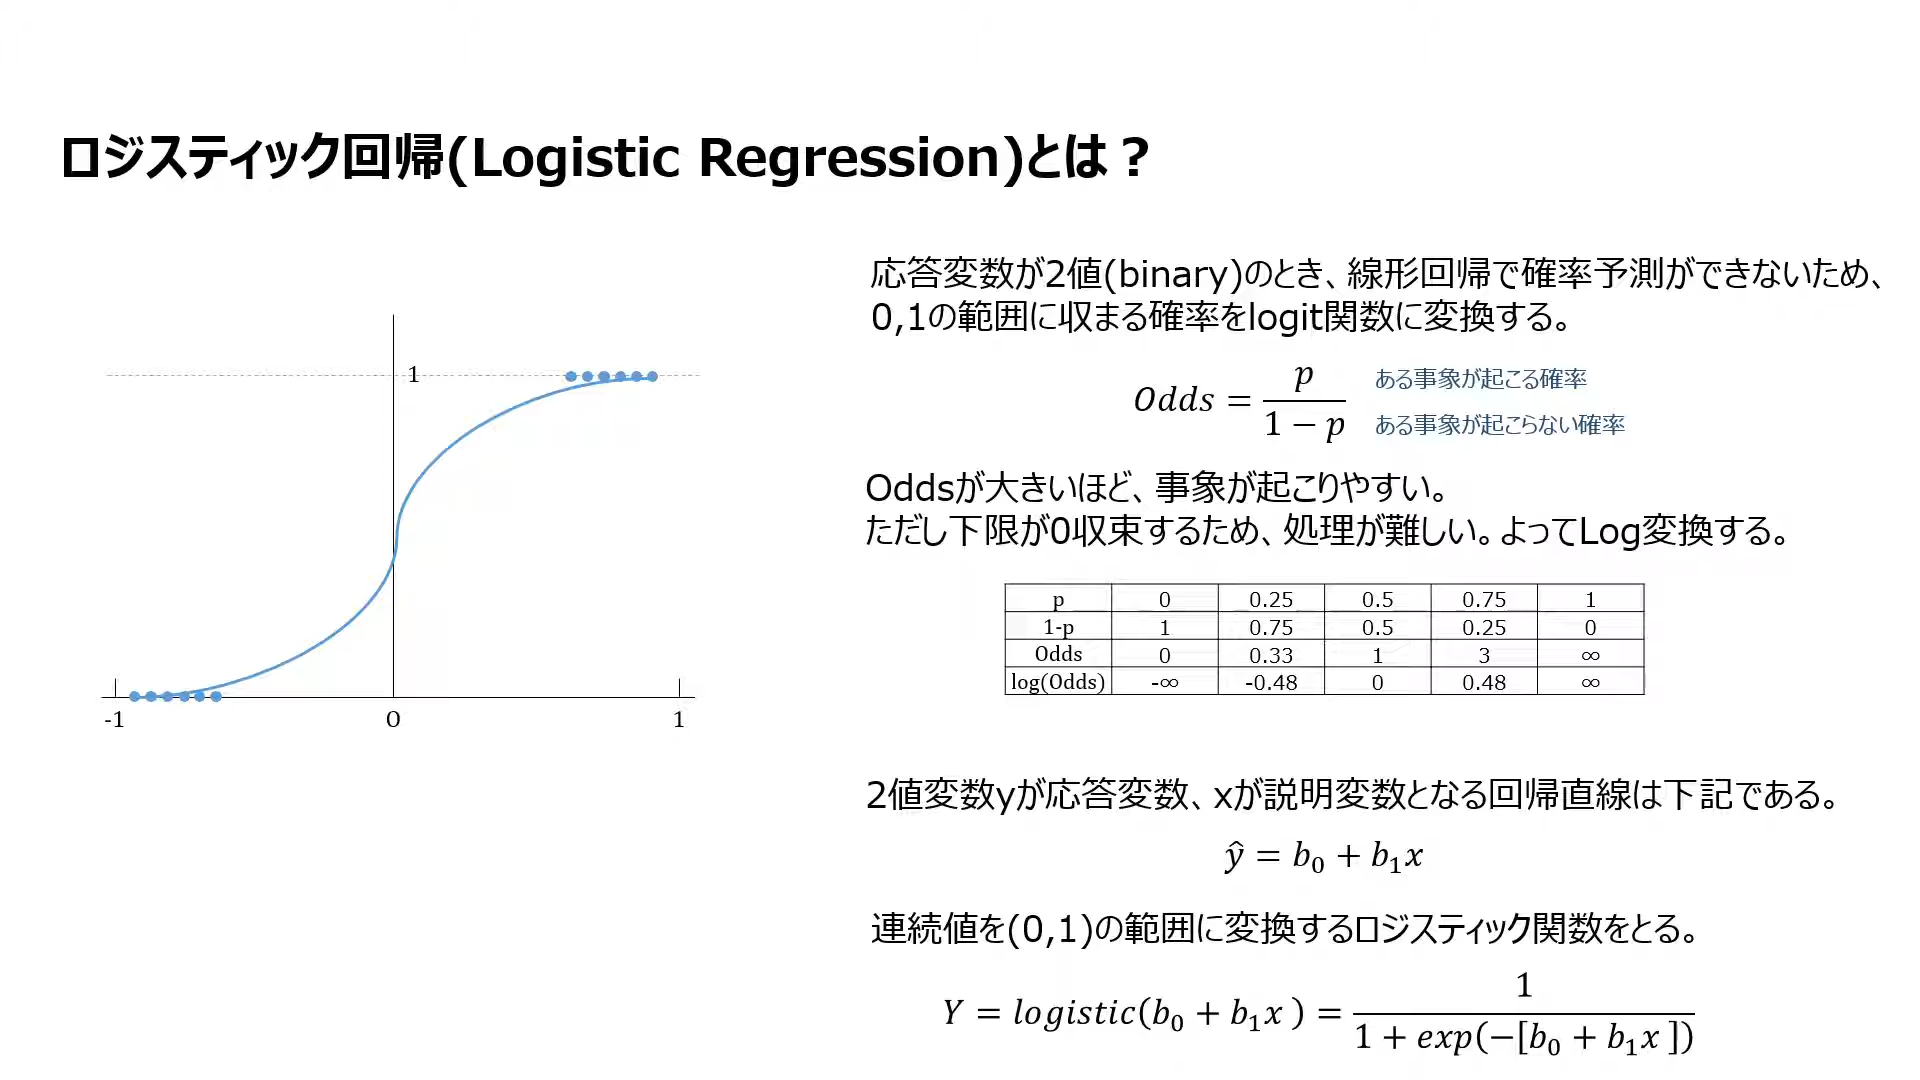 ロジスティック回帰(Logistic Regression)とは？
1
-1
0
1
応答変数が2値(binary)のとき、線形回帰で確率予測ができないため、
0,1の範囲に収まる確率をlogit関数に変換する。
Odds = p / 1 − p
ある事象が起こる確率
ある事象が起こらない確率
Oddsが大きいほど、事象が起こりやすい。
ただし下限が0収束するため、処理が難しい。よってLog変換する。
p 0 0.25 0.5 0.75 1
1-p 1 0.75 0.5 0.25 0
Odds 0 0.33 1 3 ∞
log(Odds) -∞ -0.48 0 0.48 ∞
2値変数yが応答変数、xが説明変数となる回帰直線は下記である。
ŷ = b₀ + b₁x
連続値を(0,1)の範囲に変換するロジスティック関数をとる。
Y = logistic(b₀ + b₁x ) = 1 / 1 + exp(−[b₀ + b₁x ])